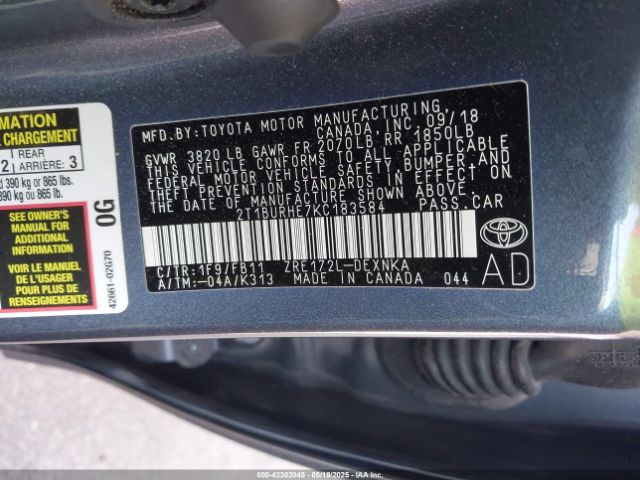 MATION
CHARGEMENT
2 REAR ARRIÈRE: 3
390 kg or 865 lbs.
390 kg ou 865 lb.
SEE OWNER'S
MANUAL FOR
ADDITIONAL
INFORMATION
VOIR LE MANUEL
DE L'USAGER
POUR PLUS DE
RENSEIGNEMENTS
OG
42661-02G70
MFD.BY:TOYOTA MOTOR MANUFACTURING
CANADA,INC. 09/18
GVWR 3820LB GAWR FR 2070LB RR 1850LB
THIS VEHICLE CONFORMS TO ALL APPLICABLE
FEDERAL MOTOR VEHICLE SAFETY,BUMPER,AND
THEFT PREVENTION STANDARDS IN EFFECT ON
THE DATE OF MANUFACTURE SHOWN ABOVE.
2T1BURHE7KC183584 PASS.CAR
C/TR:1F9/FB11 ZRE172L-DEXNKA
A/TM:-04A/K313 MADE IN CANADA 044
AD
000-42302045 - 05/19/2025 - IAA Inc.